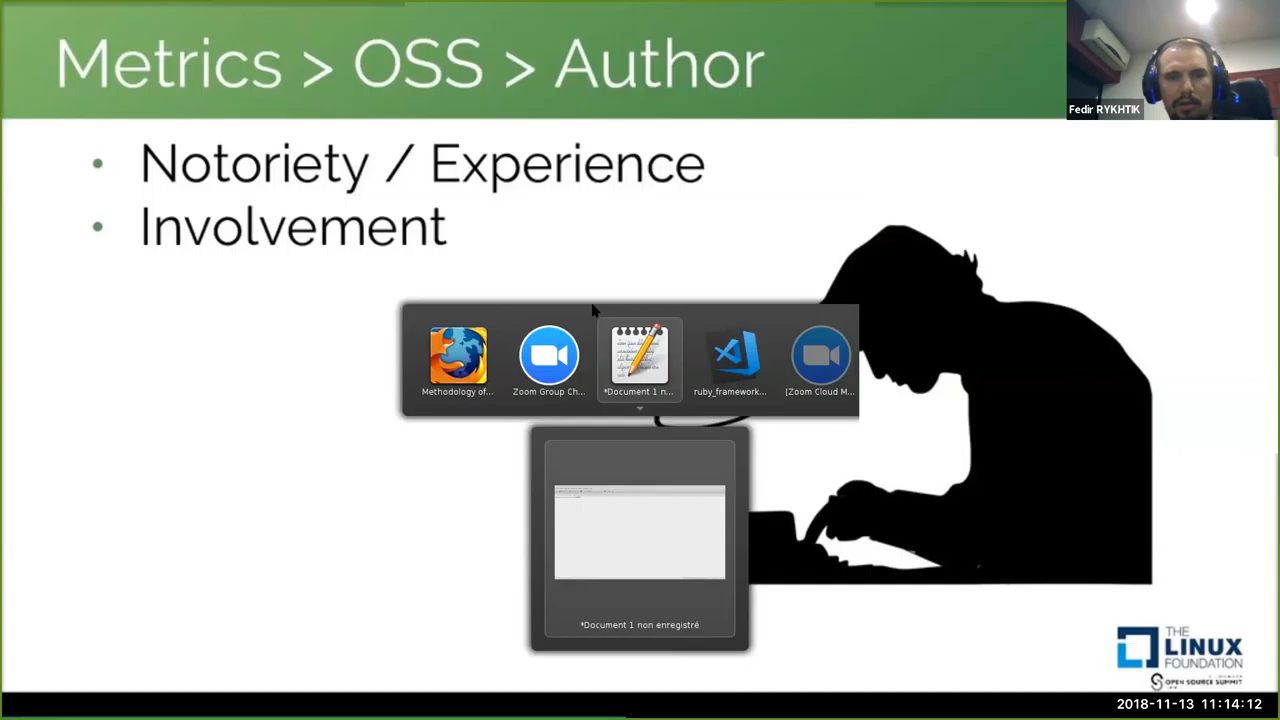 Metrics > OSS > Author
Fedir RYKHTIK
• Notoriety / Experience
• Involvement
Methodology of...
Zoom Group Ch...
*Document 1 n...
ruby_framework...
[Zoom Cloud M...
*Document 1 non enregistré
THE
LINUX
FOUNDATION
OPEN SOURCE SUMMIT
2018-11-13 11:14:12